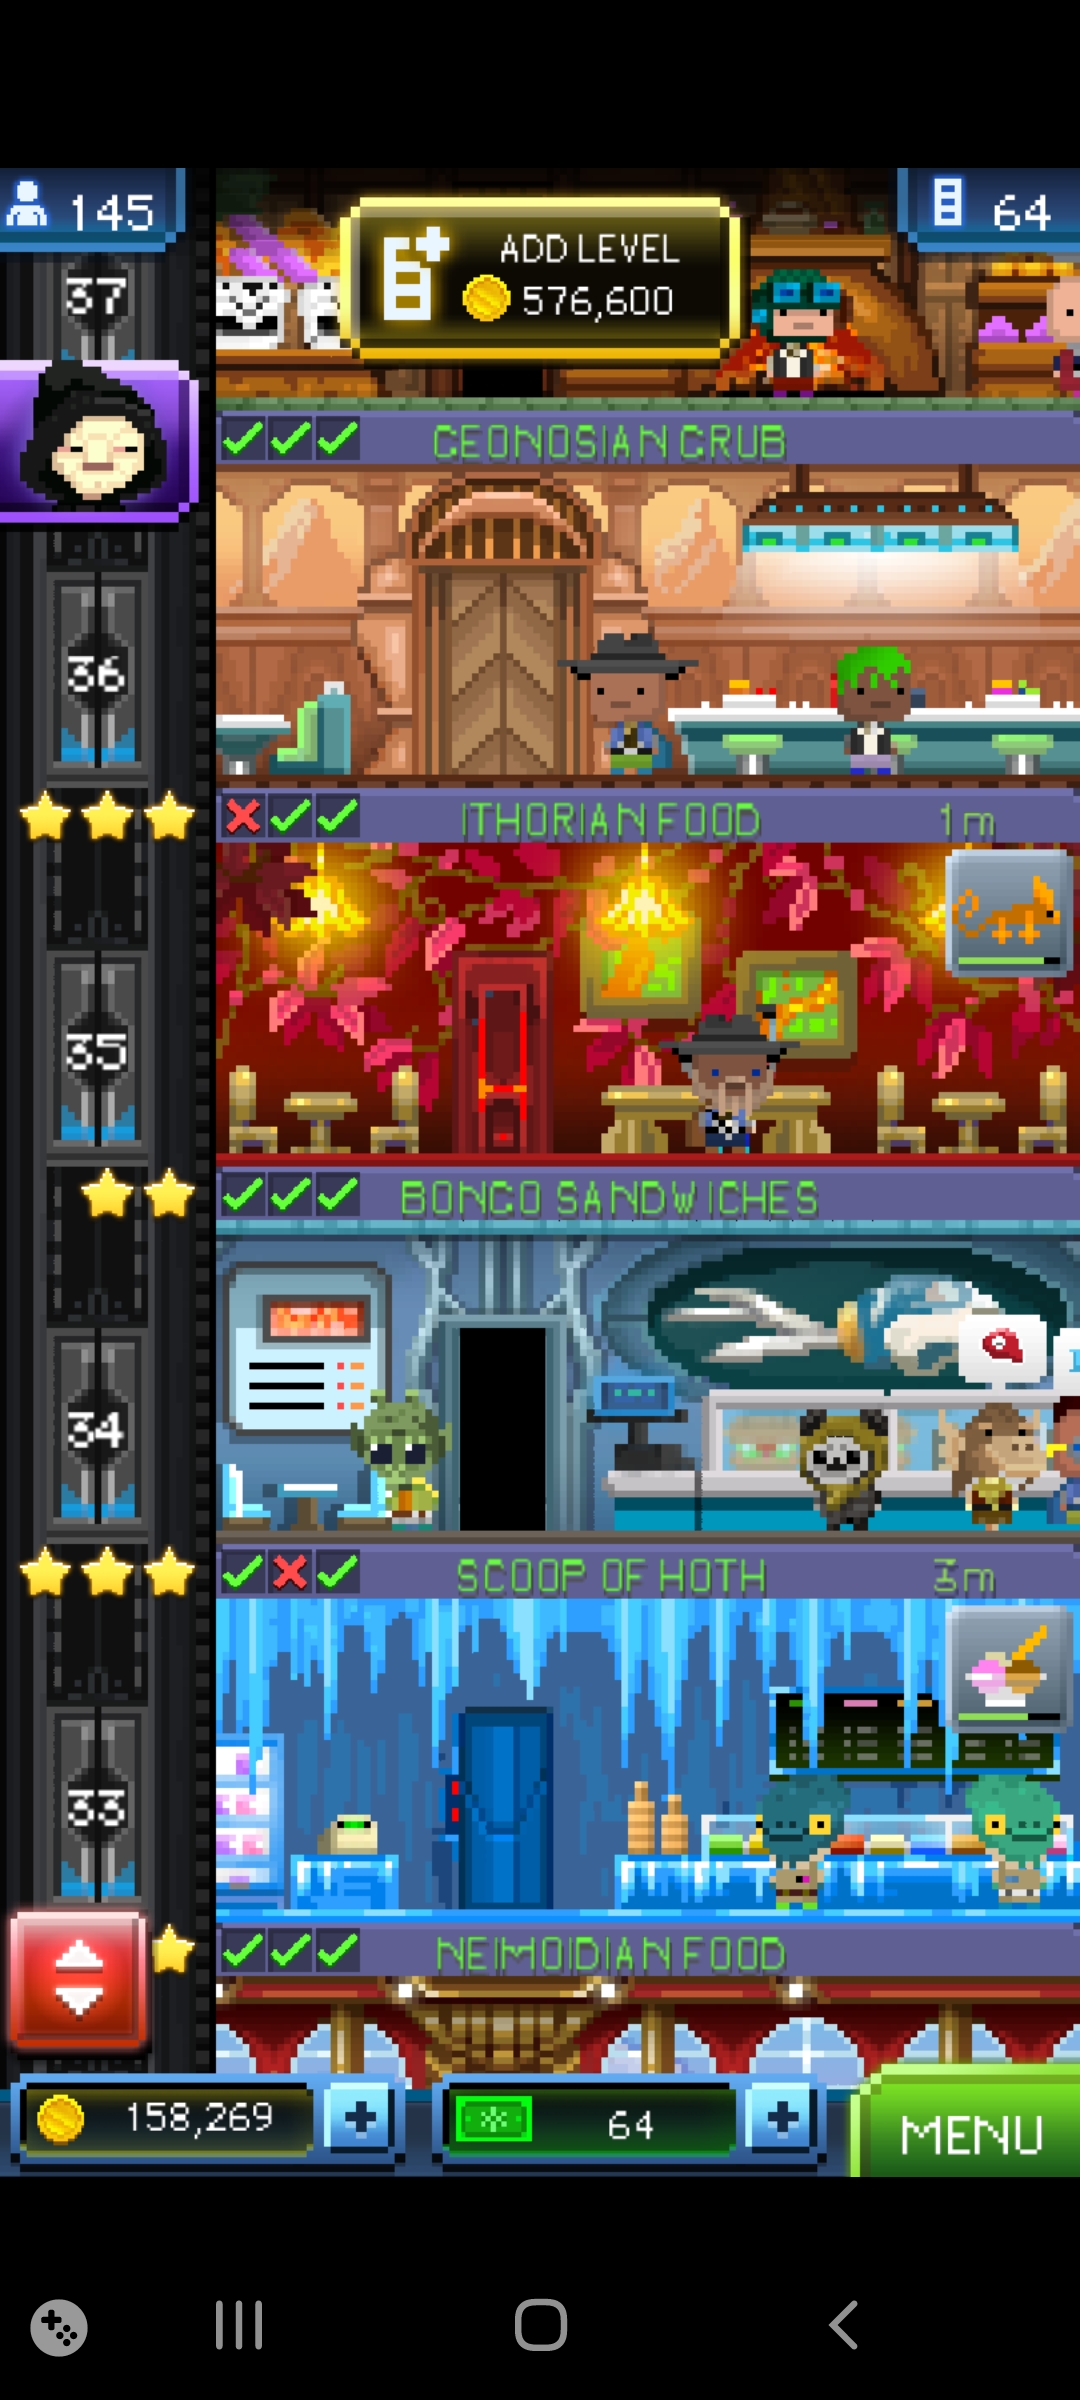 145
ADD LEVEL
576,600
64
37
GEONOSIAN GRUB
36
ITHORIAN FOOD 1m
35
BONGO SANDWICHES
34
SCOOP OF HOTH 3m
33
NEIMOIDIAN FOOD
158,269
64
MENU